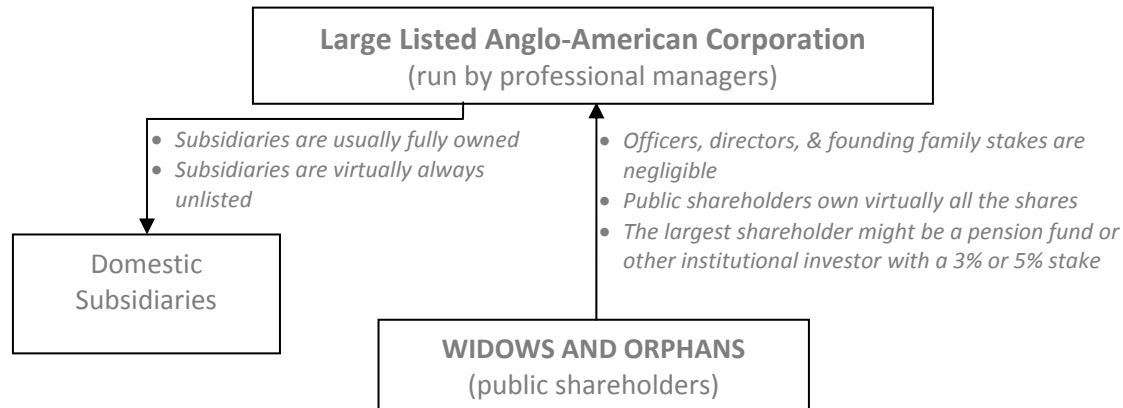 Large Listed Anglo-American Corporation
(run by professional managers)
• Subsidiaries are usually fully owned
• Subsidiaries are virtually always
unlisted
• Officers, directors, & founding family stakes are
negligible
• Public shareholders own virtually all the shares
• The largest shareholder might be a pension fund or
other institutional investor with a 3% or 5% stake
Domestic
Subsidiaries
WIDOWS AND ORPHANS
(public shareholders)